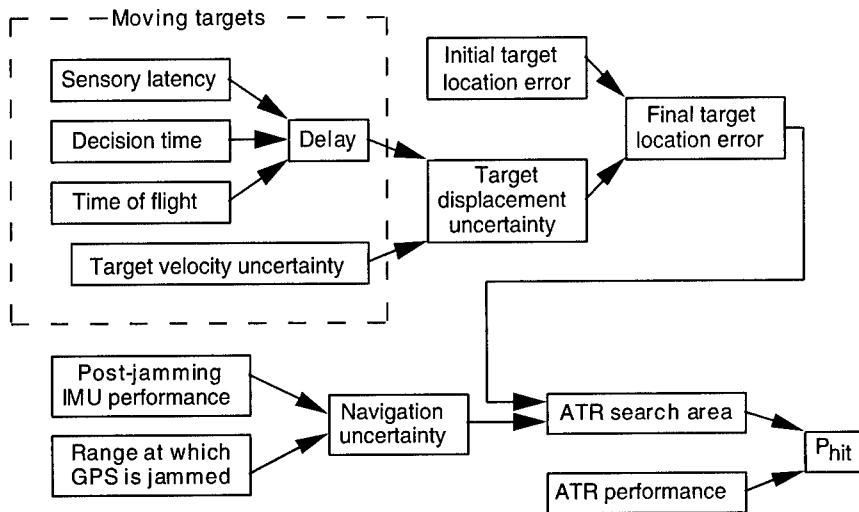 Moving targets
Sensory latency
Decision time
Time of flight
Delay
Target velocity uncertainty
Initial target
location error
Target
displacement
uncertainty
Final target
location error
Post-jamming
IMU performance
Range at which
GPS is jammed
Navigation
uncertainty
ATR search area
ATR performance
Phit